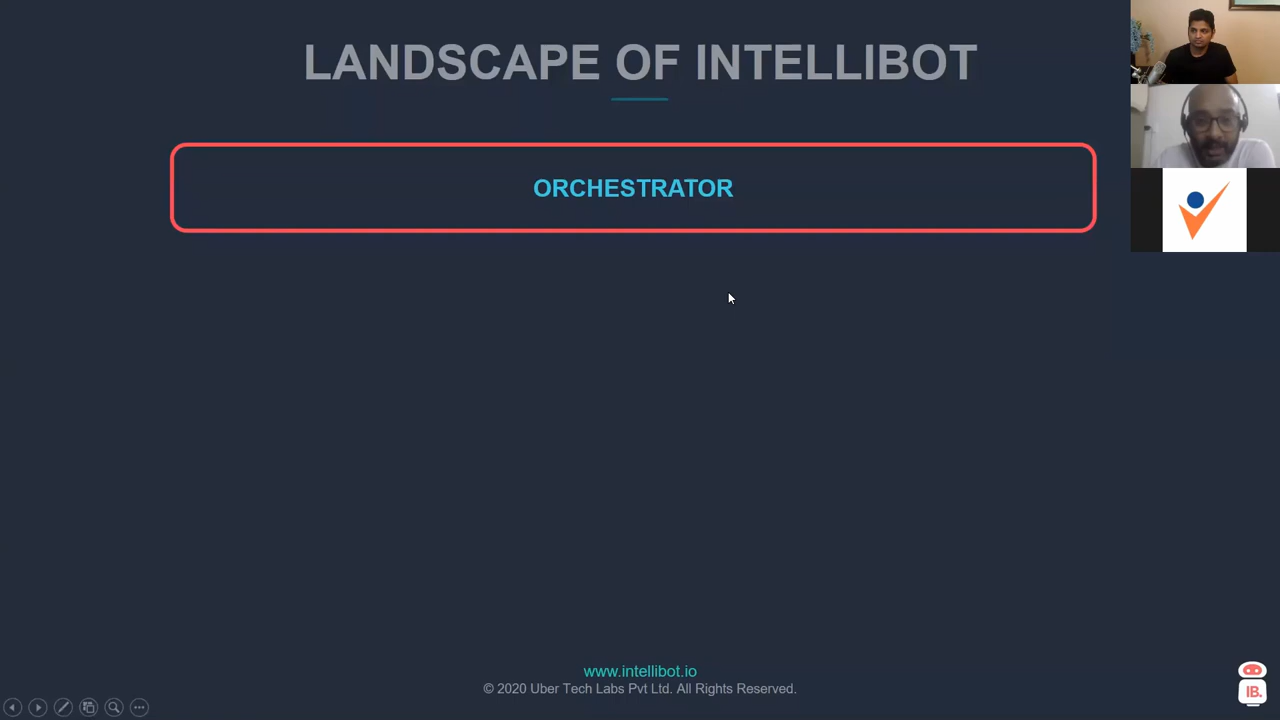 LANDSCAPE OF INTELLIBOT
ORCHESTRATOR
www.intellibot.io
© 2020 Uber Tech Labs Pvt Ltd. All Rights Reserved.
IB.